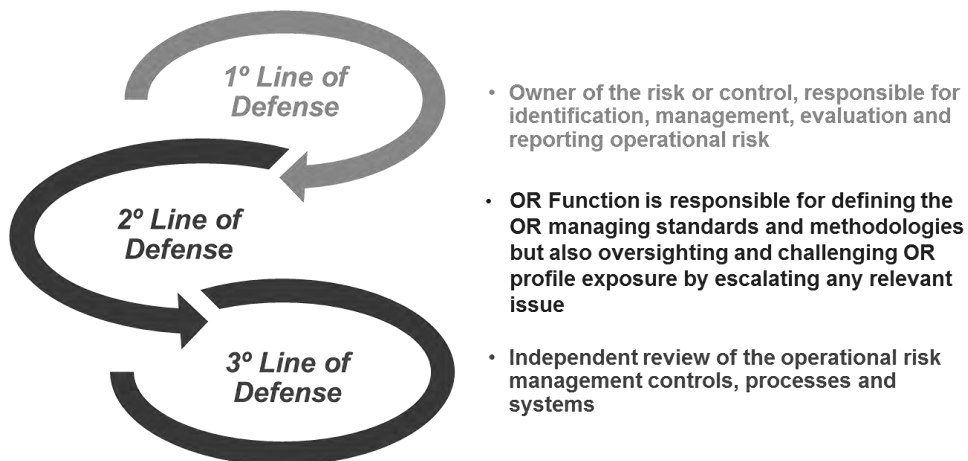 1º Line of
Defense
• Owner of the risk or control, responsible for
identification, management, evaluation and
reporting operational risk
2º Line of
Defense
• OR Function is responsible for defining the
OR managing standards and methodologies
but also oversighting and challenging OR
profile exposure by escalating any relevant
issue
3º Line of
Defense
• Independent review of the operational risk
management controls, processes and
systems